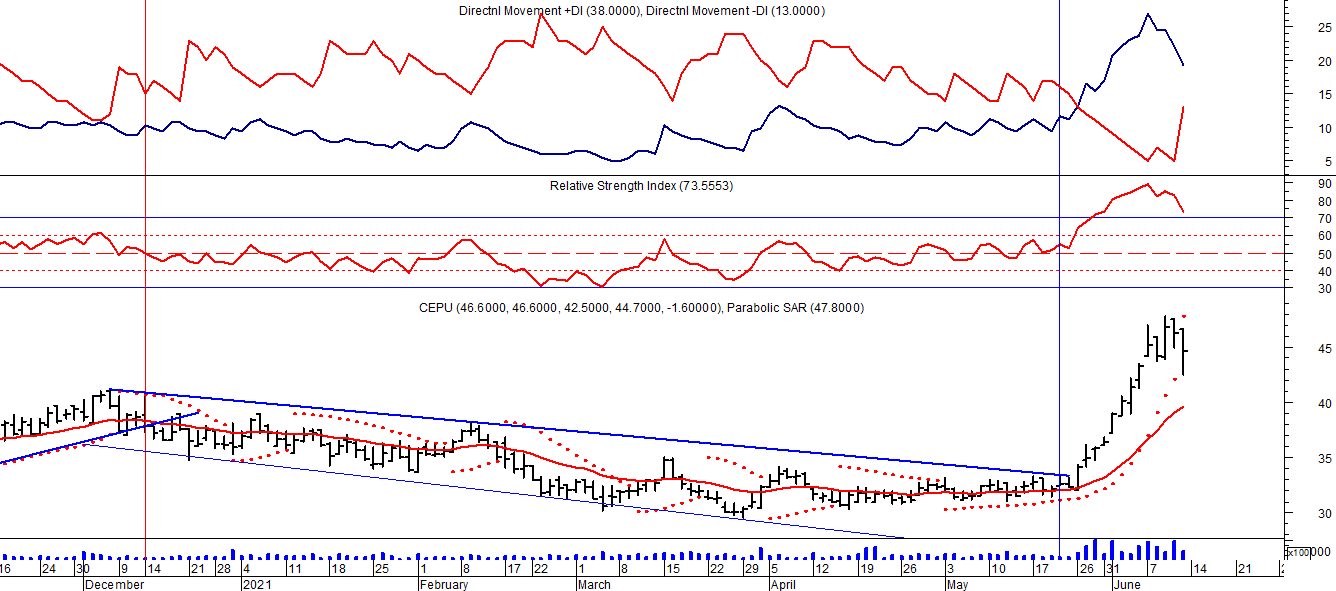 Directnl Movement +DI (38.0000), Directnl Movement -DI (13.0000)
25
20
15
10
5
Relative Strength Index (73.5553)
90
80
70
60
50
40
30
CEPU (46.6000, 46.6000, 42.5000, 44.7000, -1.60000), Parabolic SAR (47.8000)
45
40
35
30
x100 000
16 24 30 9 14 21 28 4 11 18 25 1 8 17 22 1 8 15 22 29 5 12 19 26 3 10 17 26 31 7 14 21
December 2021 February March April May June